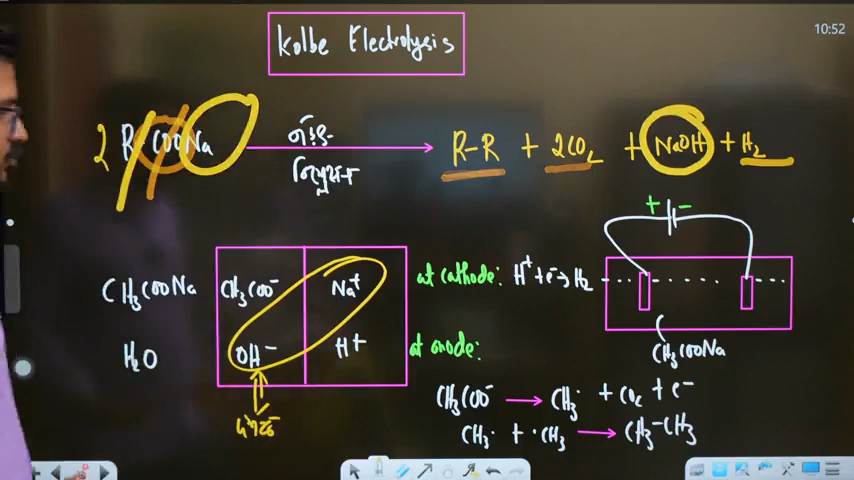 10:52
Kolbe Electrolysis
2 R-COONa R-R + 2CO2 + NaOH + H2
+ -
CH3COONa CH3COO- Na+ at cathode: H+ + e- → H2
H2O OH- H+ at anode:
CH3COONa
CH3COO- → CH3· + CO2 + e-
CH3· + ·CH3 → CH3-CH3